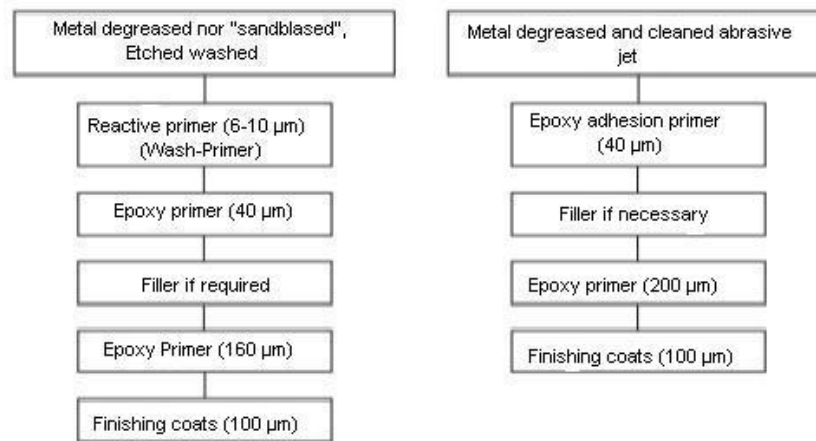 Metal degreased nor "sandblased",
Etched washed
Reactive primer (6-10 µm)
(Wash-Primer)
Epoxy primer (40 µm)
Filler if required
Epoxy Primer (160 µm)
Finishing coats (100 µm)
Metal degreased and cleaned abrasive
jet
Epoxy adhesion primer
(40 µm)
Filler if necessary
Epoxy primer (200 µm)
Finishing coats (100 µm)